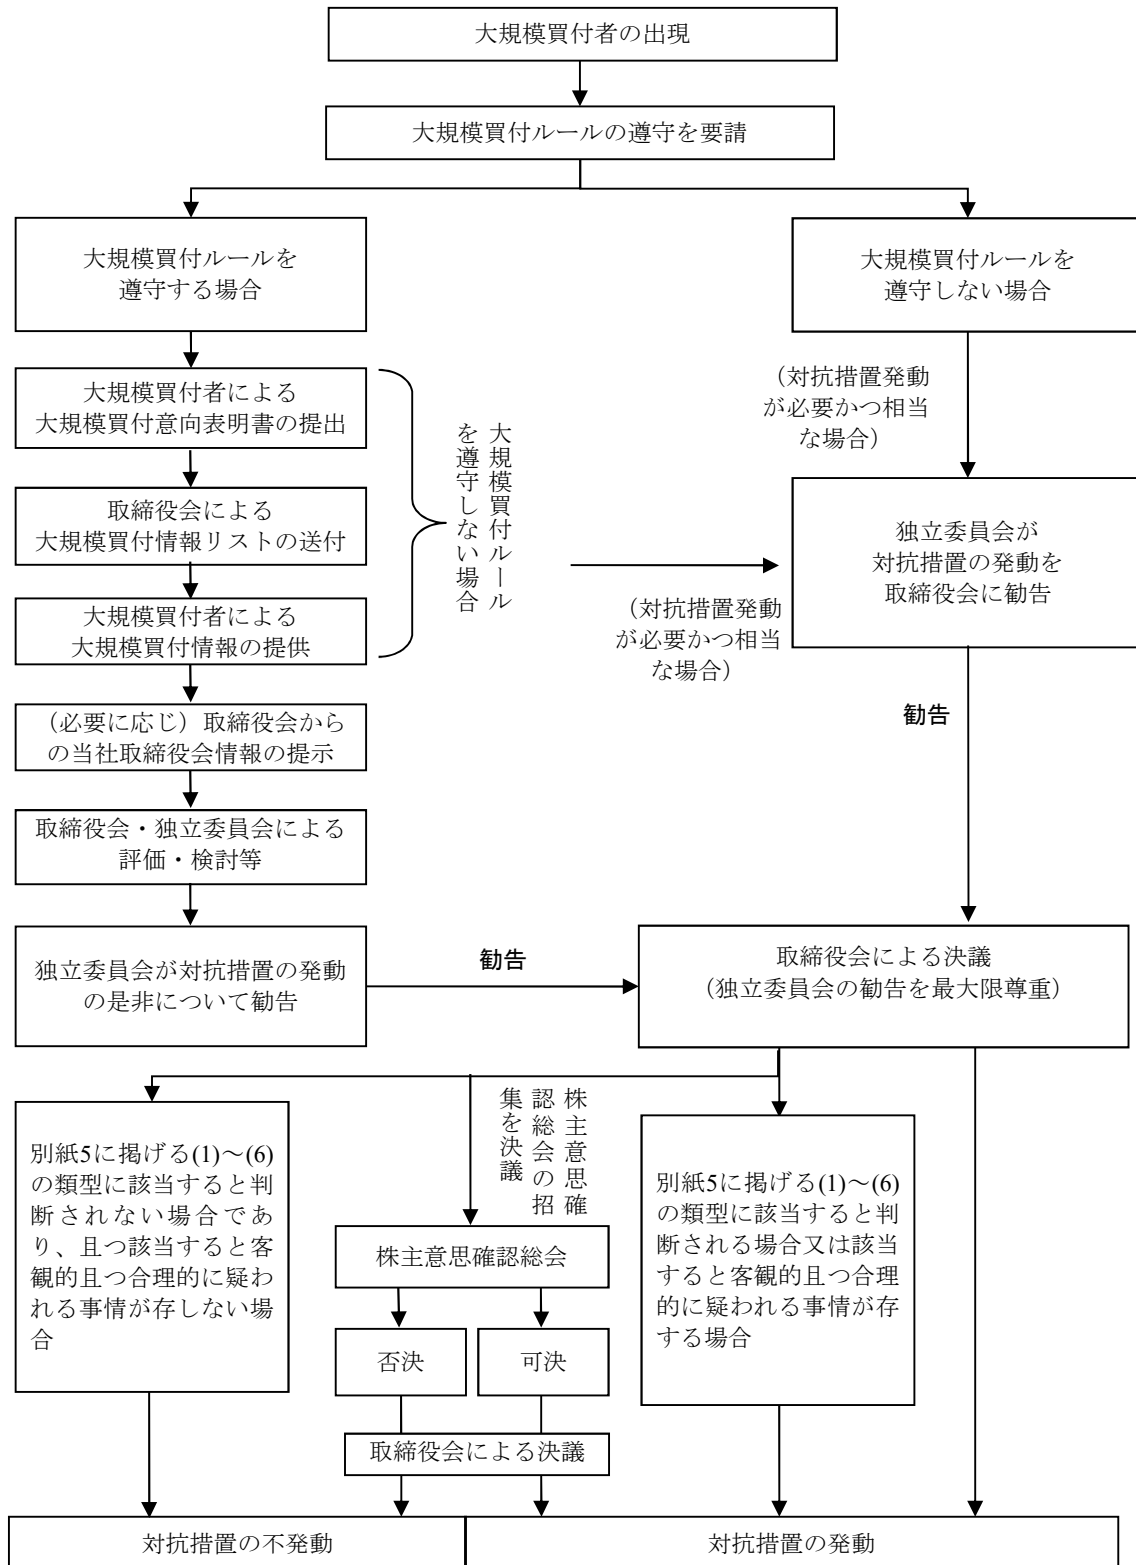 大規模買付者の出現
大規模買付ルールの遵守を要請
大規模買付ルールを
遵守する場合
大規模買付ルールを
遵守しない場合
大規模買付者による
大規模買付意向表明書の提出
取締役会による
大規模買付情報リストの送付
大規模買付者による
大規模買付情報の提供
大規模買付ルール
を遵守しない場合
（対抗措置発動
が必要かつ相当
な場合）
（対抗措置発動
が必要かつ相当
な場合）
独立委員会が
対抗措置の発動を
取締役会に勧告
（必要に応じ）取締役会か​ら
の当社取締役会情報の提示
取締役会・独立委員会による
評価・検討等
勧告
独立委員会が対抗措置の発動
の是非について勧告
勧告
取締役会による決議
（独立委員会の勧告を最大限尊重）
別紙5に掲げる(1)～(6)
の類型に該当すると判
断されない場合であ
り、且つ該当すると客
観的且つ合理的に疑わ
れる事情が存しない場
合
株主意思確
認総会の招
集を決議
株主意思確認総会
否決
可決
取締役会による決議
別紙5に掲げる(1)～(6)
の類型に該当すると判
断される場合又は該当
すると客観的且つ合理
的に疑われる事情が存
する場合
対抗措置の不発動
対抗措置の発動